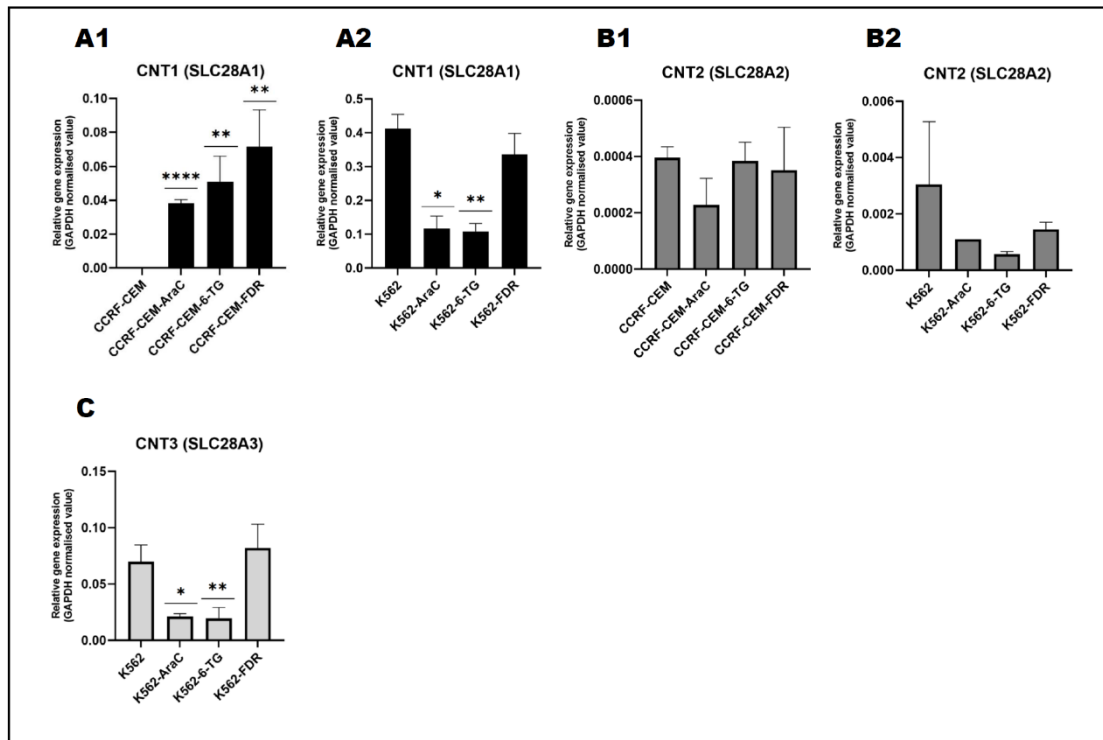 A1
CNT1 (SLC28A1)
Relative gene expression
(GAPDH normalised value)
0.10
0.08
0.06
0.04
0.02
0.00
****
**
**
CCRF-CEM
CCRF-CEM-AraC
CCRF-CEM-6-TG
CCRF-CEM-FDR
A2
CNT1 (SLC28A1)
Relative gene expression
(GAPDH normalised value)
0.5
0.4
0.3
0.2
0.1
0.0
*
**
K562
K562-AraC
K562-6-TG
K562-FDR
B1
CNT2 (SLC28A2)
Relative gene expression
(GAPDH normalised value)
0.0006
0.0004
0.0002
0.0000
CCRF-CEM
CCRF-CEM-AraC
CCRF-CEM-6-TG
CCRF-CEM-FDR
B2
CNT2 (SLC28A2)
Relative gene expression
(GAPDH normalised value)
0.006
0.004
0.002
0.000
K562
K562-AraC
K562-6-TG
K562-FDR
C
CNT3 (SLC28A3)
Relative gene expression
(GAPDH normalised value)
0.15
0.10
0.05
0.00
*
**
K562
K562-AraC
K562-6-TG
K562-FDR